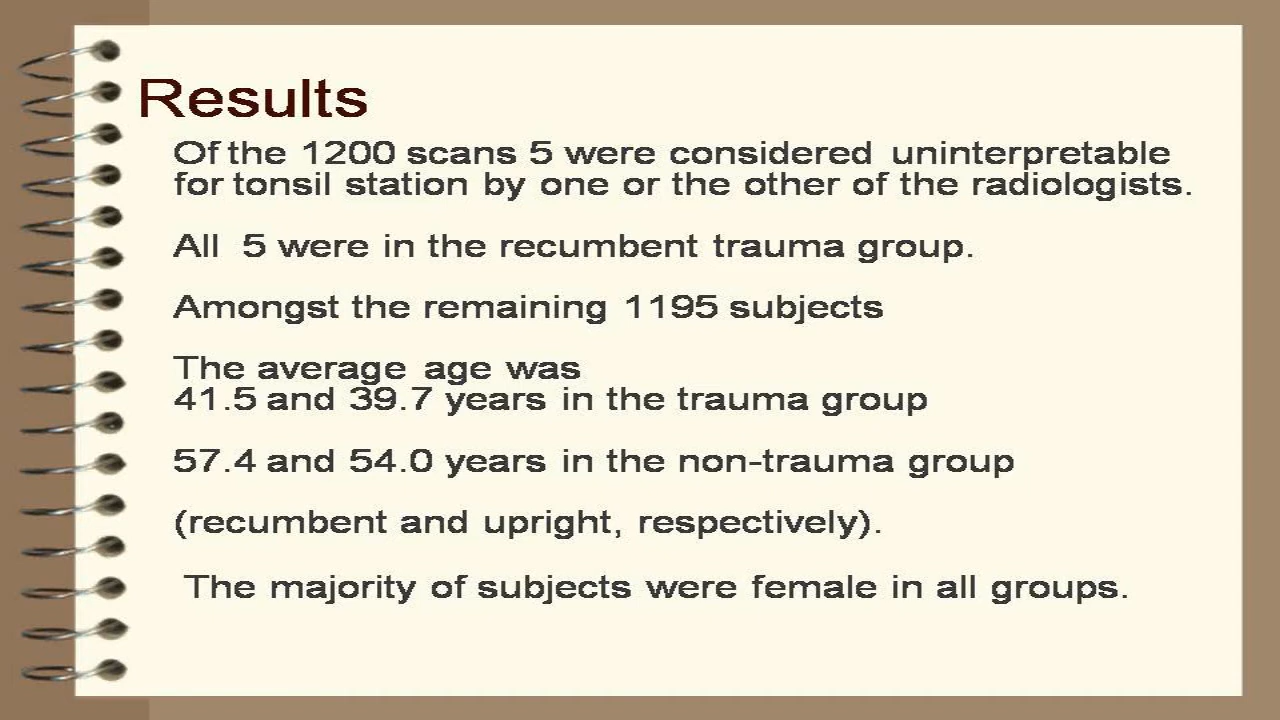 Results
Of the 1200 scans 5 were considered uninterpretable
for tonsil station by one or the other of the radiologists.
All 5 were in the recumbent trauma group.
Amongst the remaining 1195 subjects
The average age was
41.5 and 39.7 years in the trauma group
57.4 and 54.0 years in the non-trauma group
(recumbent and upright, respectively).
The majority of subjects were female in all groups.